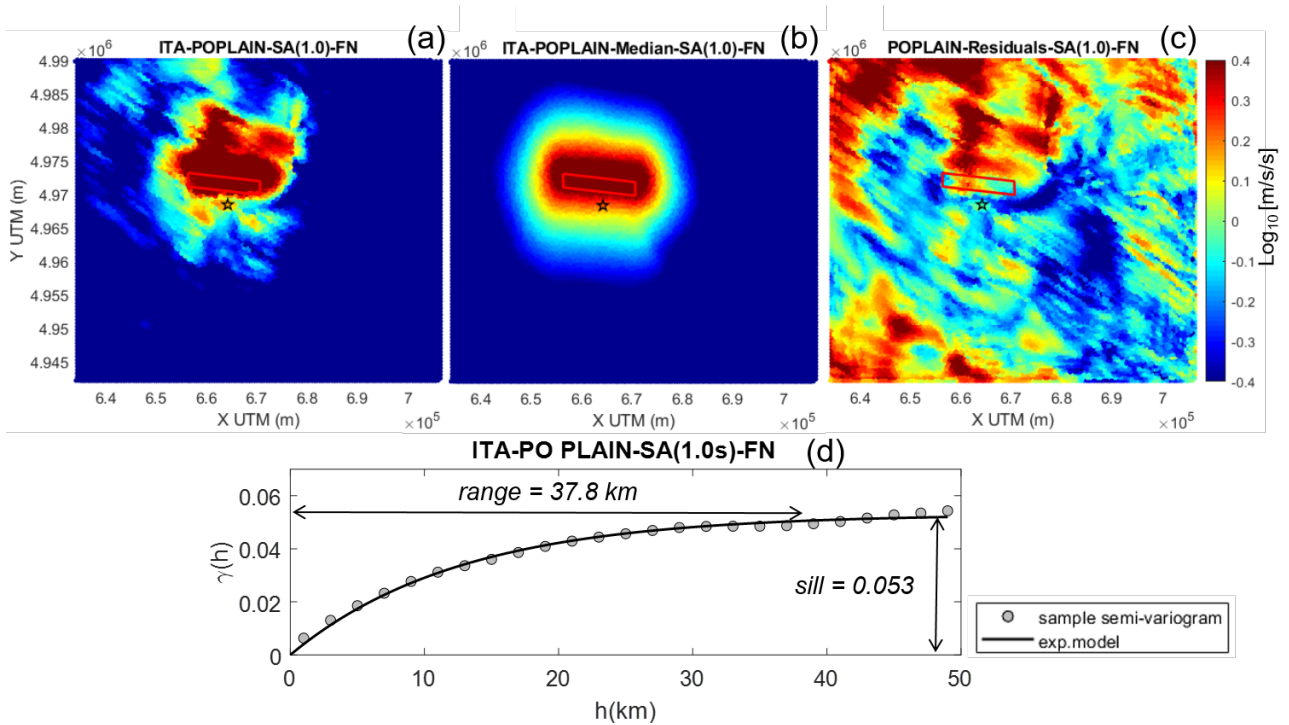 ITA-POPLAIN-SA(1.0)-FN
(a)
×10⁶
4.99
4.985
4.98
4.975
4.97
4.965
4.96
4.955
4.95
4.945
Y UTM (m)
6.4 6.5 6.6 6.7 6.8 6.9 7
X UTM (m)
×10⁵
ITA-POPLAIN-Median-SA(1.0)-FN
(b)
×10⁶
6.4 6.5 6.6 6.7 6.8 6.9 7
X UTM (m)
×10⁵
POPLAIN-Residuals-SA(1.0)-FN
(c)
×10⁶
6.4 6.5 6.6 6.7 6.8 6.9 7
X UTM (m)
×10⁵
0.4
0.3
0.2
0.1
0
-0.1
-0.2
-0.3
-0.4
Log₁₀ [m/s/s]
ITA-PO PLAIN-SA(1.0s)-FN
(d)
0.06
0.04
0.02
0
γ(h)
range = 37.8 km
sill = 0.053
0 10 20 30 40 50
h(km)
sample semi-variogram
exp.model